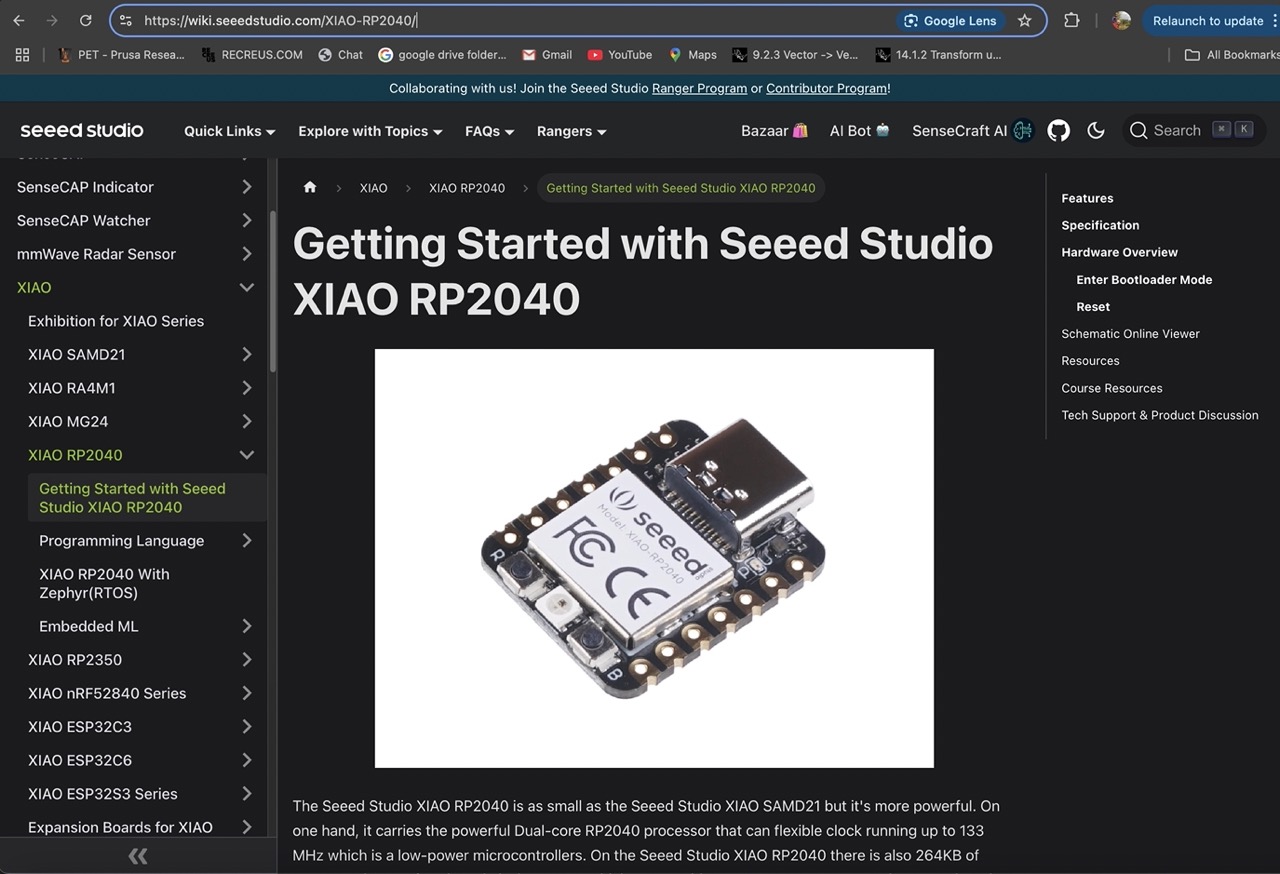 https://wiki.seeedstudio.com/XIAO-RP2040/
Google Lens
Relaunch to update
PET - Prusa Resea...
RECREUS.COM
Chat
google drive folder...
Gmail
YouTube
Maps
9.2.3 Vector -> Ve...
14.1.2 Transform u...
All Bookmarks
Collaborating with us! Join the Seeed Studio Ranger Program or Contributor Program!
seeed studio
Quick Links
Explore with Topics
FAQs
Rangers
Bazaar
AI Bot
SenseCraft AI
Search
⌘ K
SenseCAP Indicator
SenseCAP Watcher
mmWave Radar Sensor
XIAO
Exhibition for XIAO Series
XIAO SAMD21
XIAO RA4M1
XIAO MG24
XIAO RP2040
Getting Started with Seeed
Studio XIAO RP2040
Programming Language
XIAO RP2040 With
Zephyr(RTOS)
Embedded ML
XIAO RP2350
XIAO nRF52840 Series
XIAO ESP32C3
XIAO ESP32C6
XIAO ESP32S3 Series
Expansion Boards for XIAO
XIAO
XIAO RP2040
Getting Started with Seeed Studio XIAO RP2040
Getting Started with Seeed Studio
XIAO RP2040
seeed
Model: XIAO-RP2040
FC CE
R
B
The Seeed Studio XIAO RP2040 is as small as the Seeed Studio XIAO SAMD21 but it's more powerful. On
one hand, it carries the powerful Dual-core RP2040 processor that can flexible clock running up to 133
MHz which is a low-power microcontrollers. On the Seeed Studio XIAO RP2040 there is also 264KB of
Features
Specification
Hardware Overview
Enter Bootloader Mode
Reset
Schematic Online Viewer
Resources
Course Resources
Tech Support & Product Discussion